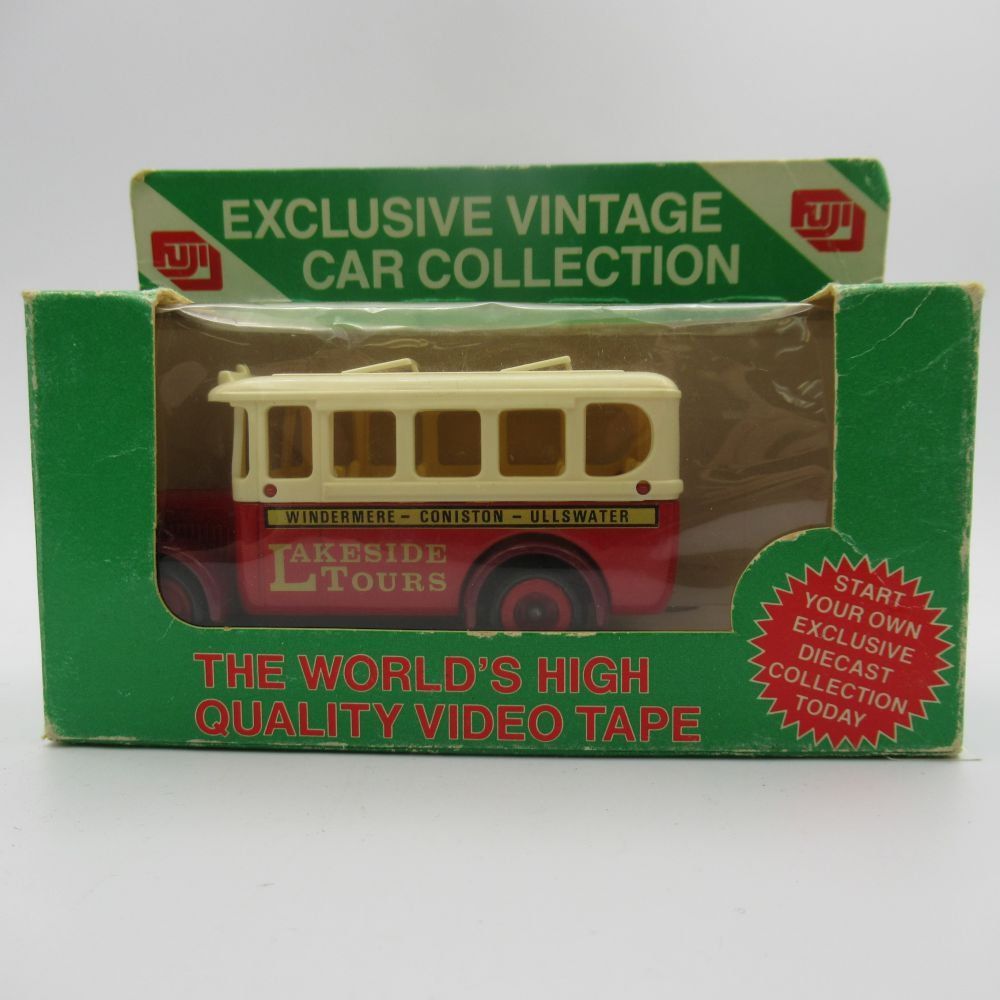 EXCLUSIVE VINTAGE
CAR COLLECTION
FUJI
FUJI
WINDERMERE - CONISTON - ULLSWATER
LAKESIDE
TOURS
THE WORLD'S HIGH
QUALITY VIDEO TAPE
START
YOUR OWN
EXCLUSIVE
DIECAST
COLLECTION
TODAY